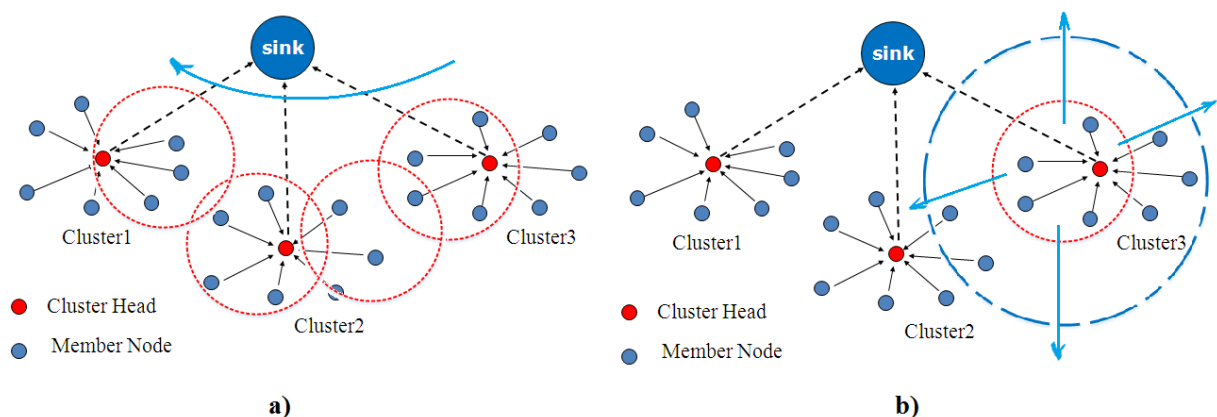 sink
Cluster1
Cluster3
Cluster2
Cluster Head
Member Node
a)
sink
Cluster1
Cluster3
Cluster2
Cluster Head
Member Node
b)